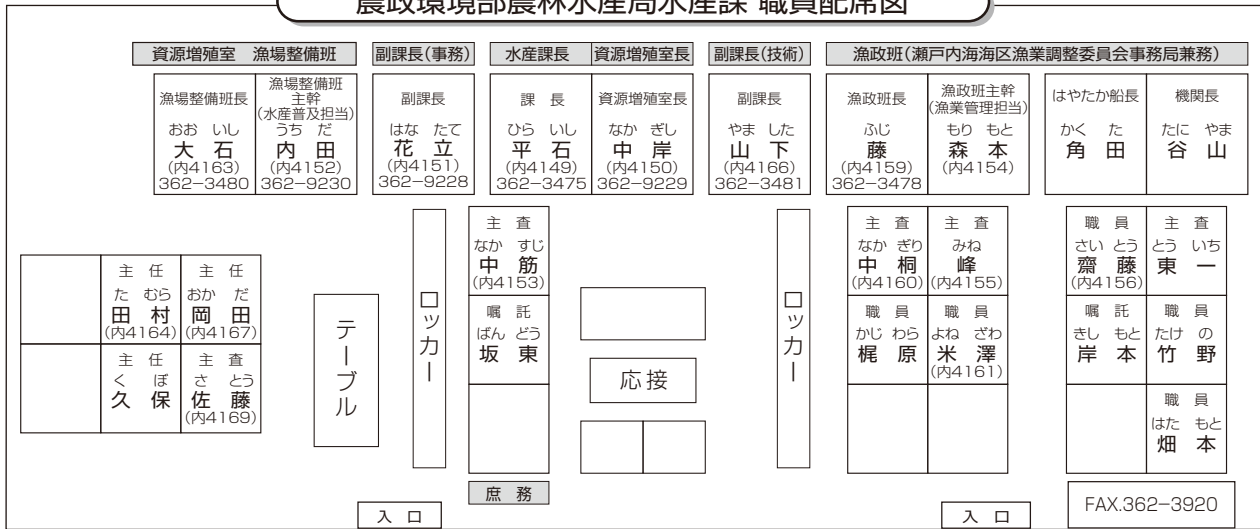 農政環境部農林水産局水産課 職員配席図
資源増殖室 漁場整備班
副課長(事務)
水産課長
資源増殖室長
副課長(技術)
漁政班(瀬戸内海海区漁業調整委員会事務局兼務)
漁場整備班長
おお いし
大 石
(内4163)
362-3480
漁場整備班
主幹
(水産普及担当)
うち だ
内 田
(内4152)
362-9230
副課長
はな たて
花 立
(内4151)
362-9228
課 長
ひら いし
平 石
(内4149)
362-3475
資源増殖室長
なか ぎし
中 岸
(内4150)
362-9229
副課長
やま した
山 下
(内4166)
362-3481
漁政班長
ふじ
藤
(内4159)
362-3478
漁政班主幹
(漁業管理担当)
もり もと
森 本
(内4154)
はやたか船長
かく た
角 田
機関長
たに やま
谷 山
主 任
た むら
田 村
(内4164)
主 任
おか だ
岡 田
(内4167)
主 任
く ぼ
久 保
主 査
さ とう
佐 藤
(内4169)
テーブル
ロッカー
主 査
なか すじ
中 筋
(内4153)
嘱 託
ばん どう
坂 東
庶 務
応接
ロッカー
主 査
なか ぎり
中 桐
(内4160)
主 査
みね
峰
(内4155)
職 員
かじ わら
梶 原
職 員
よね ざわ
米 澤
(内4161)
職 員
さい とう
齋 藤
(内4156)
主 査
とう いち
東 一
嘱 託
きし もと
岸 本
職 員
たけ の
竹 野
職 員
はた もと
畑 本
入 口
入 口
FAX.362-3920